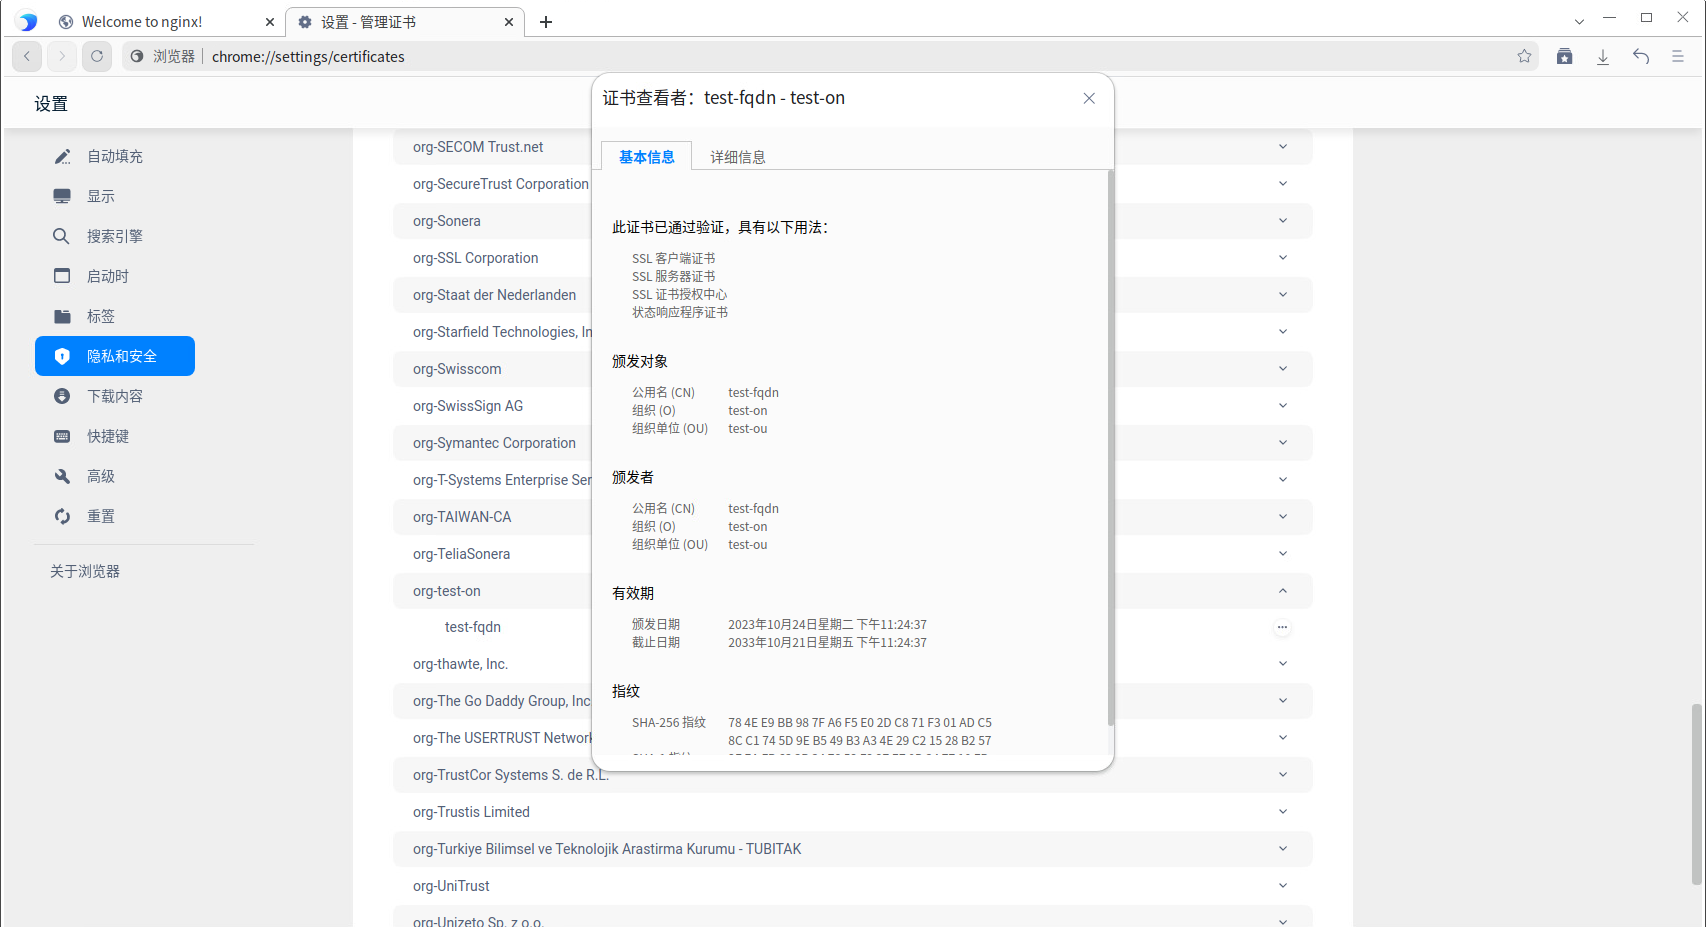 Welcome to nginx!
设置 - 管理证书
浏览器
chrome://settings/certificates
设置
自动填充
显示
搜索引擎
启动时
标签
隐私和安全
下载内容
快捷键
高级
重置
关于浏览器
org-SECOM Trust.net
org-SecureTrust Corporation
org-Sonera
org-SSL Corporation
org-Staat der Nederlanden
org-Starfield Technologies, In
org-Swisscom
org-SwissSign AG
org-Symantec Corporation
org-T-Systems Enterprise Ser
org-TAIWAN-CA
org-TeliaSonera
org-test-on
test-fqdn
org-thawte, Inc.
org-The Go Daddy Group, Inc
org-The USERTRUST Network
org-TrustCor Systems S. de R.L.
org-Trustis Limited
org-Turkiye Bilimsel ve Teknolojik Arastirma Kurumu - TUBITAK
org-UniTrust
org-Unizeto Sp. z o.o.
证书查看者：test-fqdn - test-on
基本信息
详细信息
此证书已通过验证，具有以下用法：
SSL 客户端证书
SSL 服务器证书
SSL 证书授权中心
状态响应程序证书
颁发对象
公用名 (CN) test-fqdn
组织 (O) test-on
组织单位 (OU) test-ou
颁发者
公用名 (CN) test-fqdn
组织 (O) test-on
组织单位 (OU) test-ou
有效期
颁发日期 2023年10月24日星期二 下午11:24:37
截止日期 2033年10月21日星期五 下午11:24:37
指纹
SHA-256 指纹 78 4E E9 BB 98 7F A6 F5 E0 2D C8 71 F3 01 AD C5
8C C1 74 5D 9E B5 49 B3 A3 4E 29 C2 15 28 B2 57